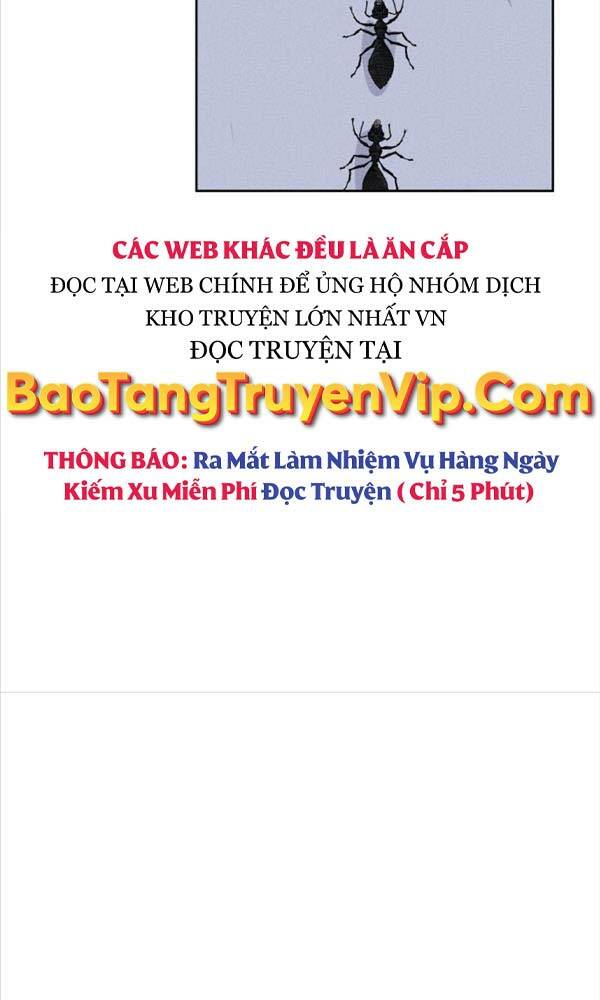 CÁC WEB KHÁC ĐỀU LÀ ĂN CẮP
ĐỌC TẠI WEB CHÍNH ĐỂ ỦNG HỘ NHÓM DỊCH
KHO TRUYỆN LỚN NHẤT VN
ĐỌC TRUYỆN TẠI
BaoTangTruyenVip.Com
THÔNG BÁO: Ra Mắt Làm Nhiệm Vụ Hàng Ngày
Kiếm Xu Miễn Phí Đọc Truyện ( Chỉ 5 Phút)